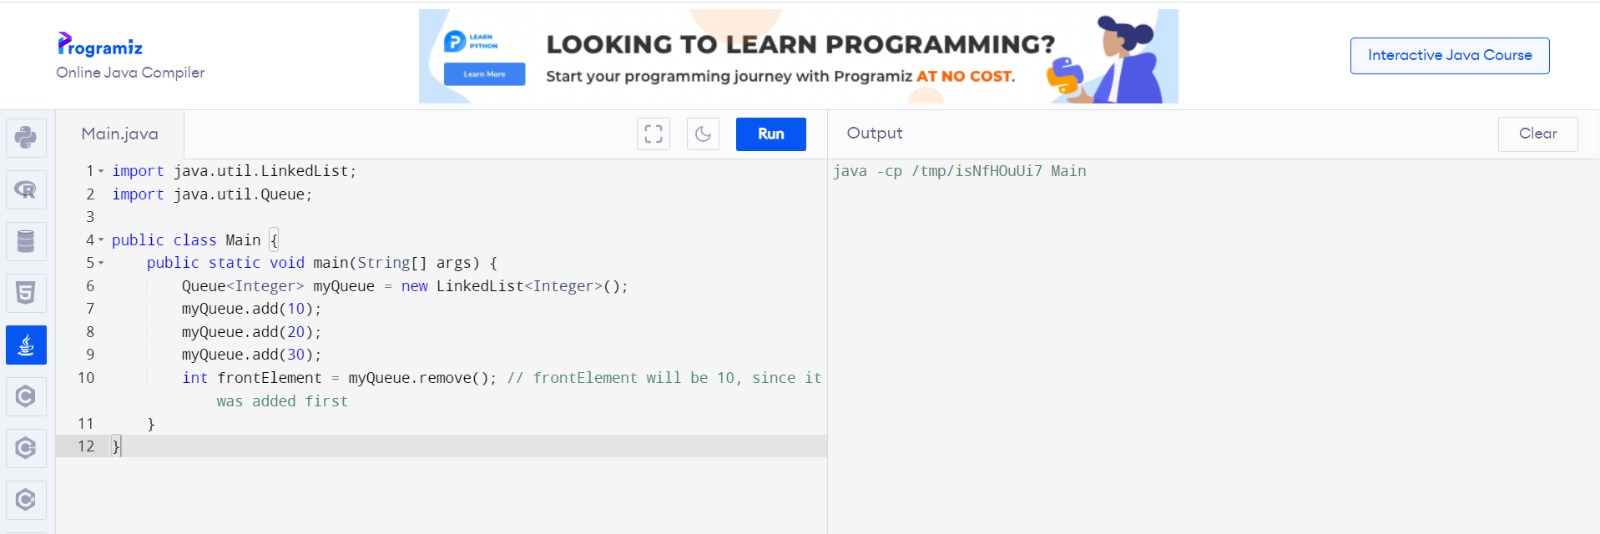 Programiz
Online Java Compiler
LEARN
PYTHON
Learn More
LOOKING TO LEARN PROGRAMMING?
Start your programming journey with Programiz AT NO COST.
Interactive Java Course
Main.java
Run
Output
Clear
1 import java.util.LinkedList;
2 import java.util.Queue;
3
4 public class Main {
5 public static void main(String[] args) {
6 Queue<Integer> myQueue = new LinkedList<Integer>();
7 myQueue.add(10);
8 myQueue.add(20);
9 myQueue.add(30);
10 int frontElement = myQueue.remove(); // frontElement will be 10, since it
was added first
11 }
12 }
java -cp /tmp/isNfHOuUi7 Main